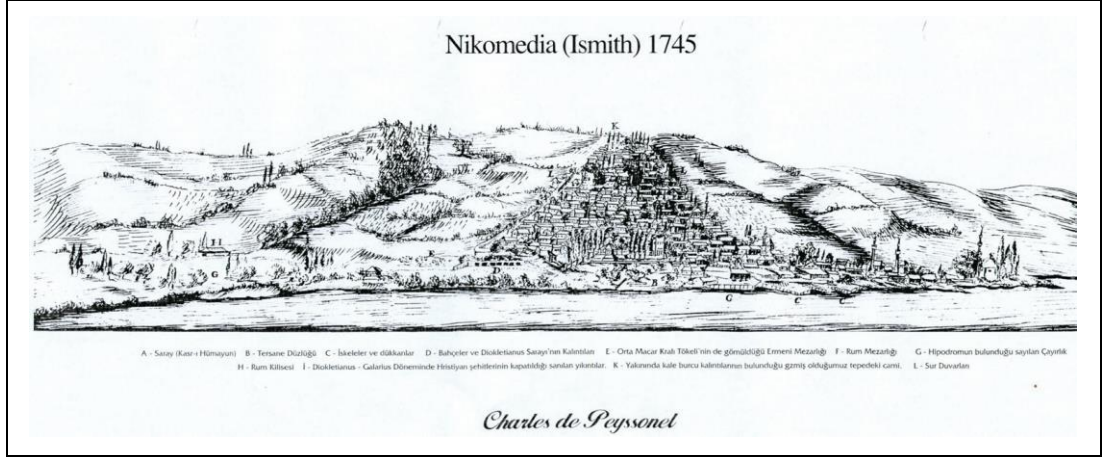 Nikomedia (Ismith) 1745
K
L
E
G
D
B
G C C
A - Saray (Kasr-ı Hümayun) B - Tersane Düzlüğü C - İskeleler ve dükkanlar D - Bahçeler ve Diokletianus Sarayı'nın Kalıntıları E - Orta Macar Kralı Tökeli'nin de gömüldüğü Ermeni Mezarlığı F - Rum Mezarlığı G - Hipodromun bulunduğu sayılan Çayırlık
H - Rum Kilisesi İ - Diokletianus - Galarius Döneminde Hristiyan şehitlerinin kapatıldığı sanılan yıkıntılar. K - Yakınında kale burcu kalıntılarının bulunduğu gzmiş olduğumuz tepedeki cami. L - Sur Duvarları
Charles de Peyssonel